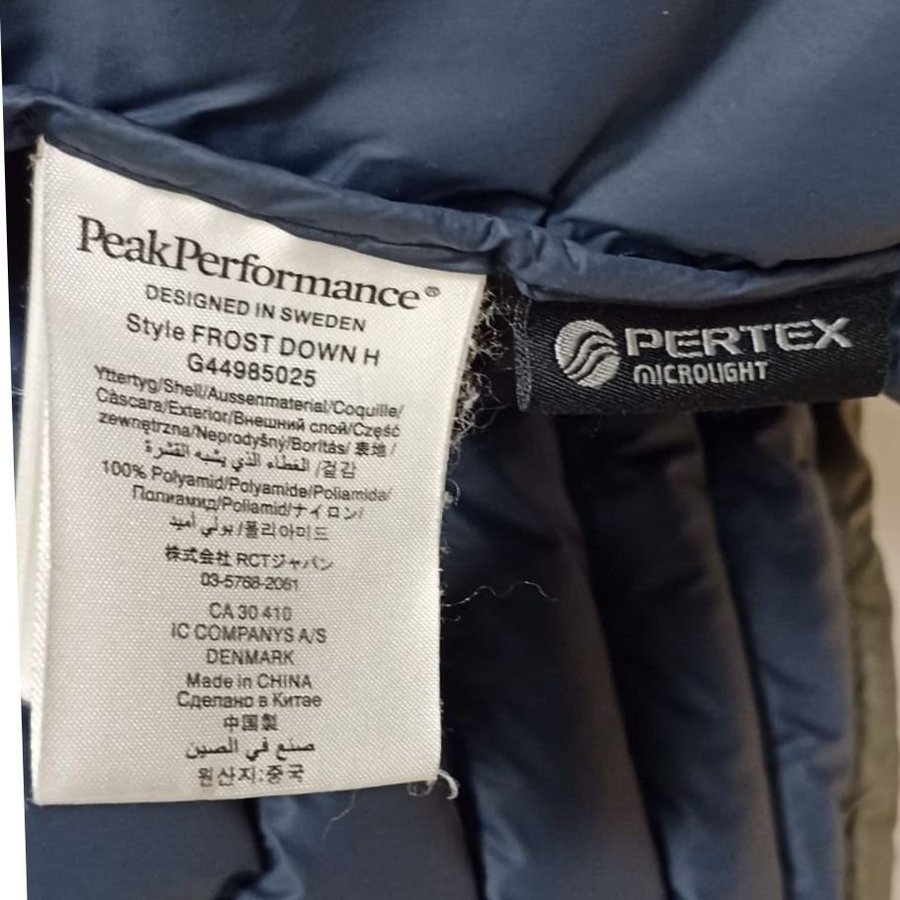 PeakPerformance®
DESIGNED IN SWEDEN
Style FROST DOWN H
G44985025
Yttertyg/Shell/Aussenmaterial/Coquille/
Càscara/Exterior/Внешний слой/Część
zewnętrzna/Neprodyšný/Borítás/ 表地 /
الغطاء الذي يشبه القشرة /겉감
100% Polyamid/Polyamide/Poliamida/
Полиамид/Poliamid/ナイロン/
بولي أميد /폴리아미드
株式会社 RCTジャパン
03-5768-2061
CA 30 410
IC COMPANYS A/S
DENMARK
Made in CHINA
Сделано в Китае
中国製
صنع في الصين
원산지:중국
PERTEX
MICROLIGHT